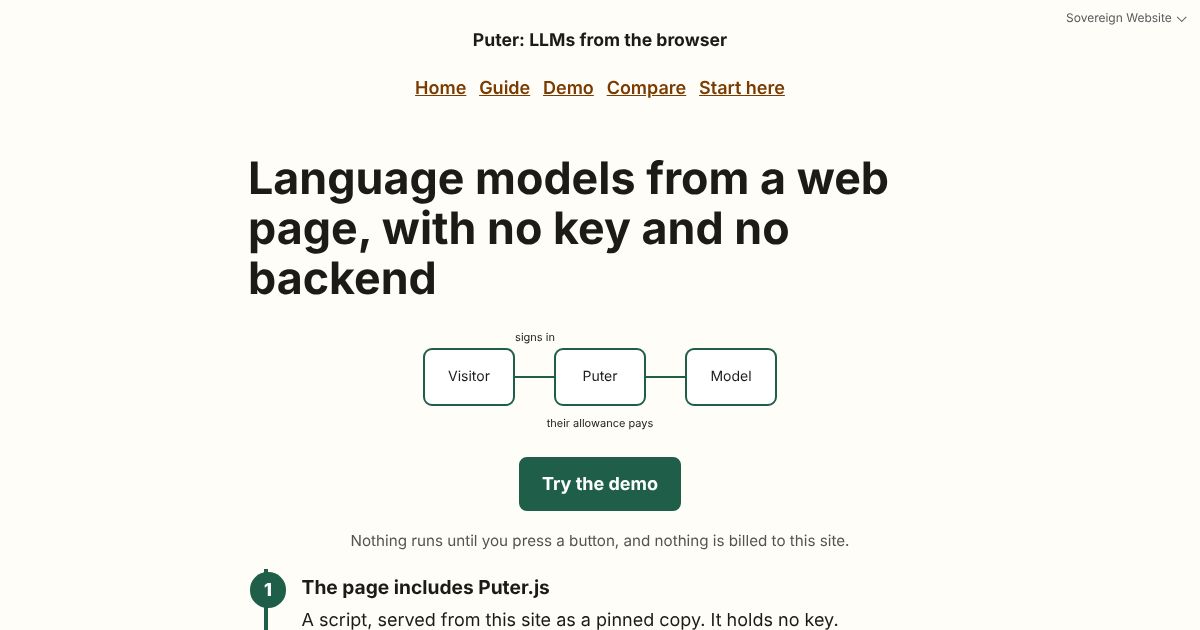 Sovereign Website
Puter: LLMs from the browser
Home Guide Demo Compare Start here
Language models from a web
page, with no key and no
backend
signs in
Visitor Puter Model
their allowance pays
Try the demo
Nothing runs until you press a button, and nothing is billed to this site.
1 The page includes Puter.js
A script, served from this site as a pinned copy. It holds no key.